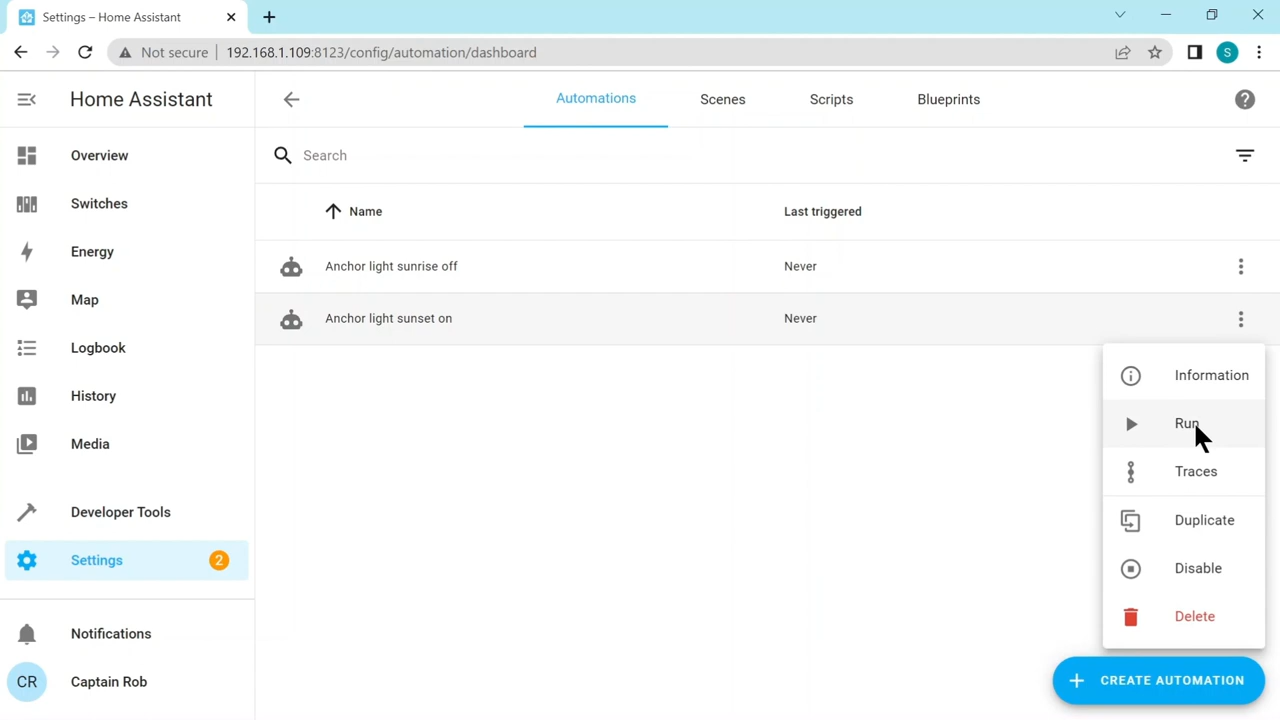 Settings – Home Assistant
Not secure
192.168.1.109:8123/config/automation/dashboard
S
Home Assistant
Automations
Scenes
Scripts
Blueprints
Overview
Search
Switches
Name
Last triggered
Energy
Anchor light sunrise off
Never
Map
Anchor light sunset on
Never
Logbook
Information
History
Run
Media
Traces
Developer Tools
Duplicate
Settings
2
Disable
Delete
Notifications
CR
Captain Rob
CREATE AUTOMATION